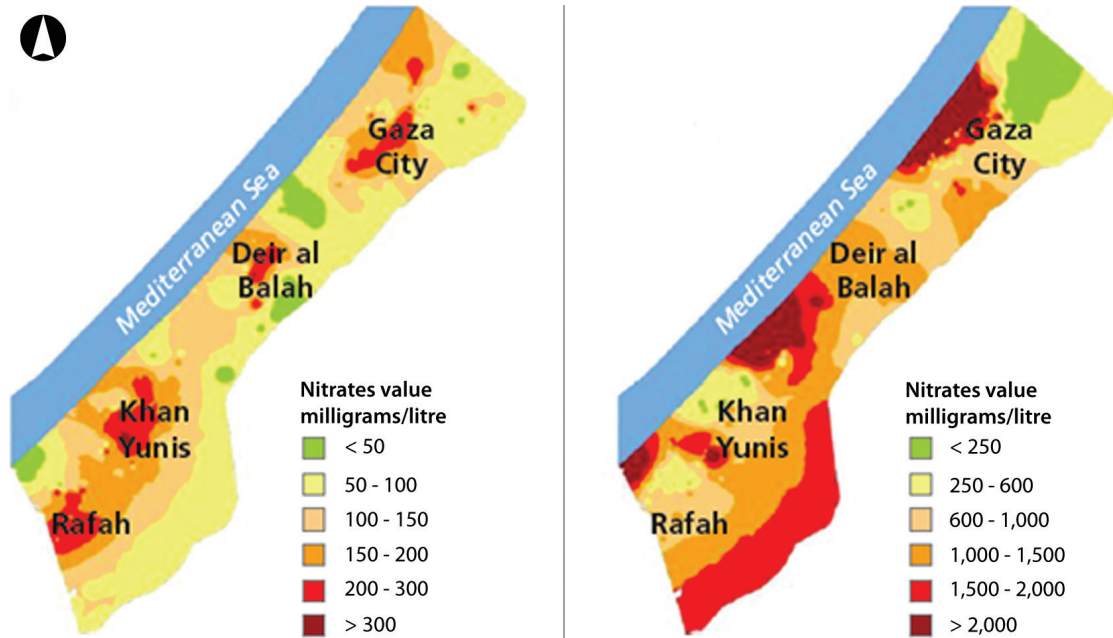 Gaza
City
Mediterranean Sea
Deir al
Balah
Khan
Yunis
Rafah
Nitrates value
milligrams/litre
< 50
50 - 100
100 - 150
150 - 200
200 - 300
> 300
Gaza
City
Mediterranean Sea
Deir al
Balah
Khan
Yunis
Rafah
Nitrates value
milligrams/litre
< 250
250 - 600
600 - 1,000
1,000 - 1,500
1,500 - 2,000
> 2,000